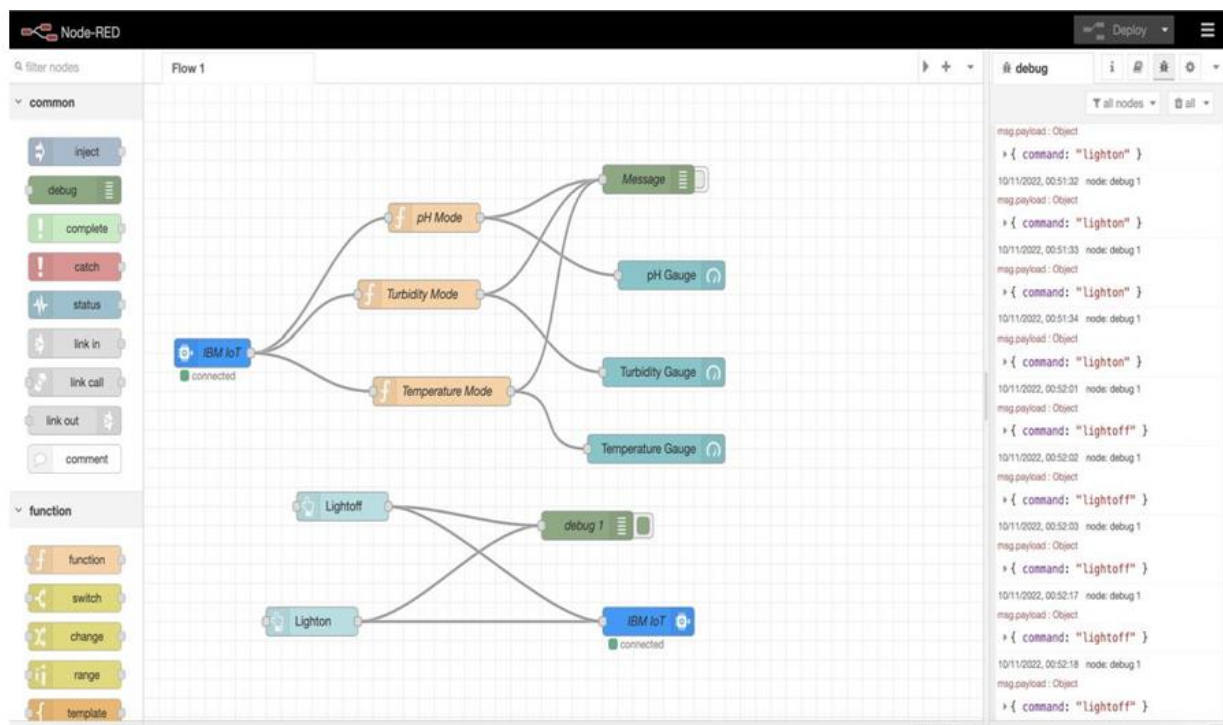 Node-RED
Deploy
filter nodes
Flow 1
debug
all nodes
all
common
inject
debug
complete
catch
status
link in
link call
link out
comment
function
function
switch
change
range
template
IBM IoT
connected
pH Mode
Turbidity Mode
Temperature Mode
Message
pH Gauge
Turbidity Gauge
Temperature Gauge
Lightoff
Lighton
debug 1
IBM IoT
connected
msg.payload : Object
{ command: "lighton" }
10/11/2022, 00:51:32 node: debug 1
msg.payload : Object
{ command: "lighton" }
10/11/2022, 00:51:33 node: debug 1
msg.payload : Object
{ command: "lighton" }
10/11/2022, 00:51:34 node: debug 1
msg.payload : Object
{ command: "lighton" }
10/11/2022, 00:52:01 node: debug 1
msg.payload : Object
{ command: "lightoff" }
10/11/2022, 00:52:02 node: debug 1
msg.payload : Object
{ command: "lightoff" }
10/11/2022, 00:52:03 node: debug 1
msg.payload : Object
{ command: "lightoff" }
10/11/2022, 00:52:17 node: debug 1
msg.payload : Object
{ command: "lightoff" }
10/11/2022, 00:52:18 node: debug 1
msg.payload : Object
{ command: "lightoff" }